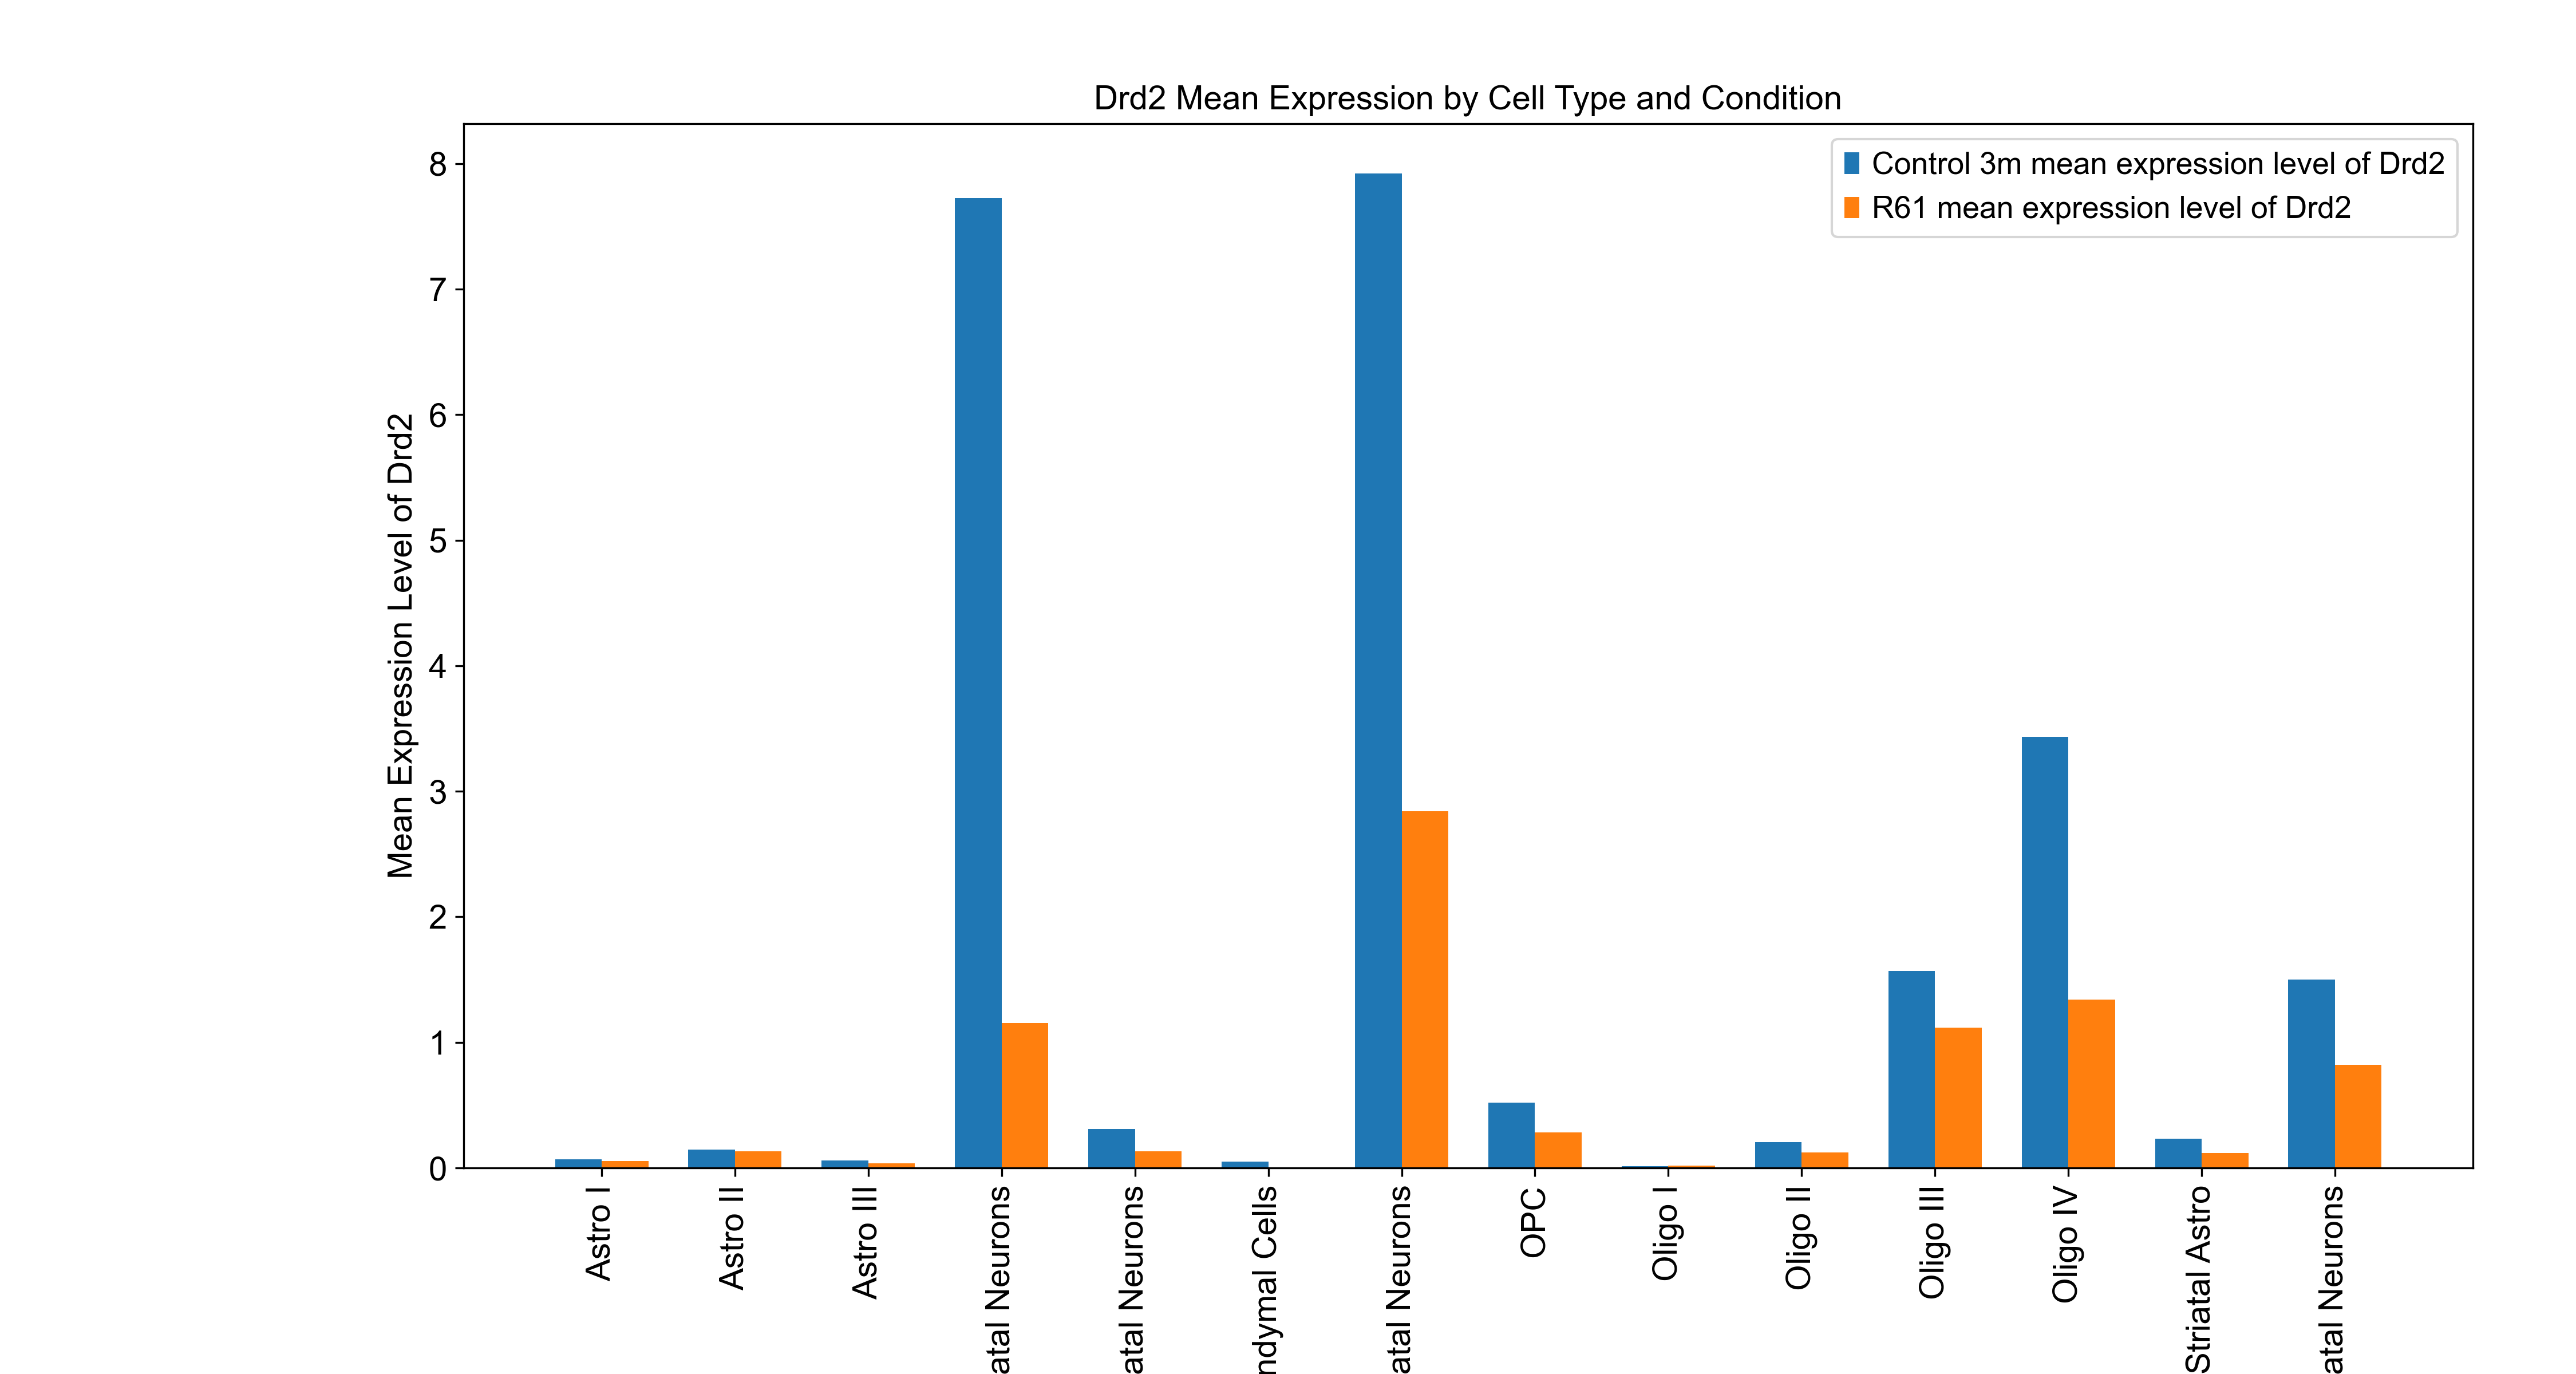 Drd2 Mean Expression by Cell Type and Condition
Control 3m mean expression level of Drd2
R61 mean expression level of Drd2
Mean Expression Level of Drd2
8
7
6
5
4
3
2
1
0
Astro I
Astro II
Astro III
atal Neurons
atal Neurons
ndymal Cells
atal Neurons
OPC
Oligo I
Oligo II
Oligo III
Oligo IV
Striatal Astro
atal Neurons